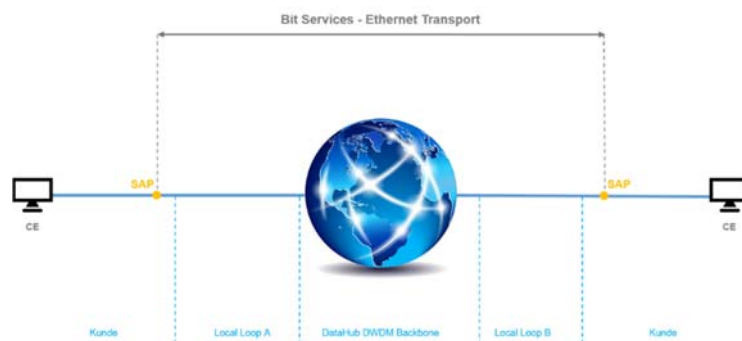 Bit Services - Ethernet Transport
SAP
SAP
CE
CE
Kunde
Local Loop A
DataHub DWDM Backbone
Local Loop B
Kunde